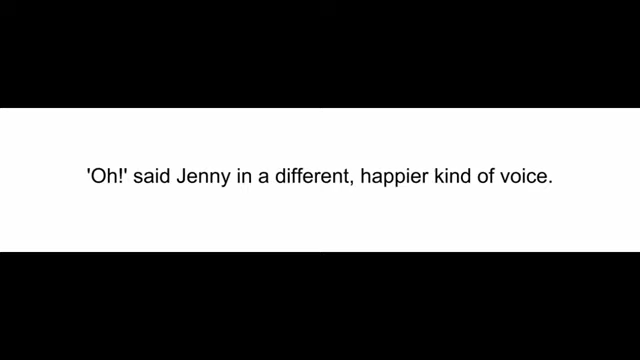 'Oh!' said Jenny in a different, happier kind of voice.